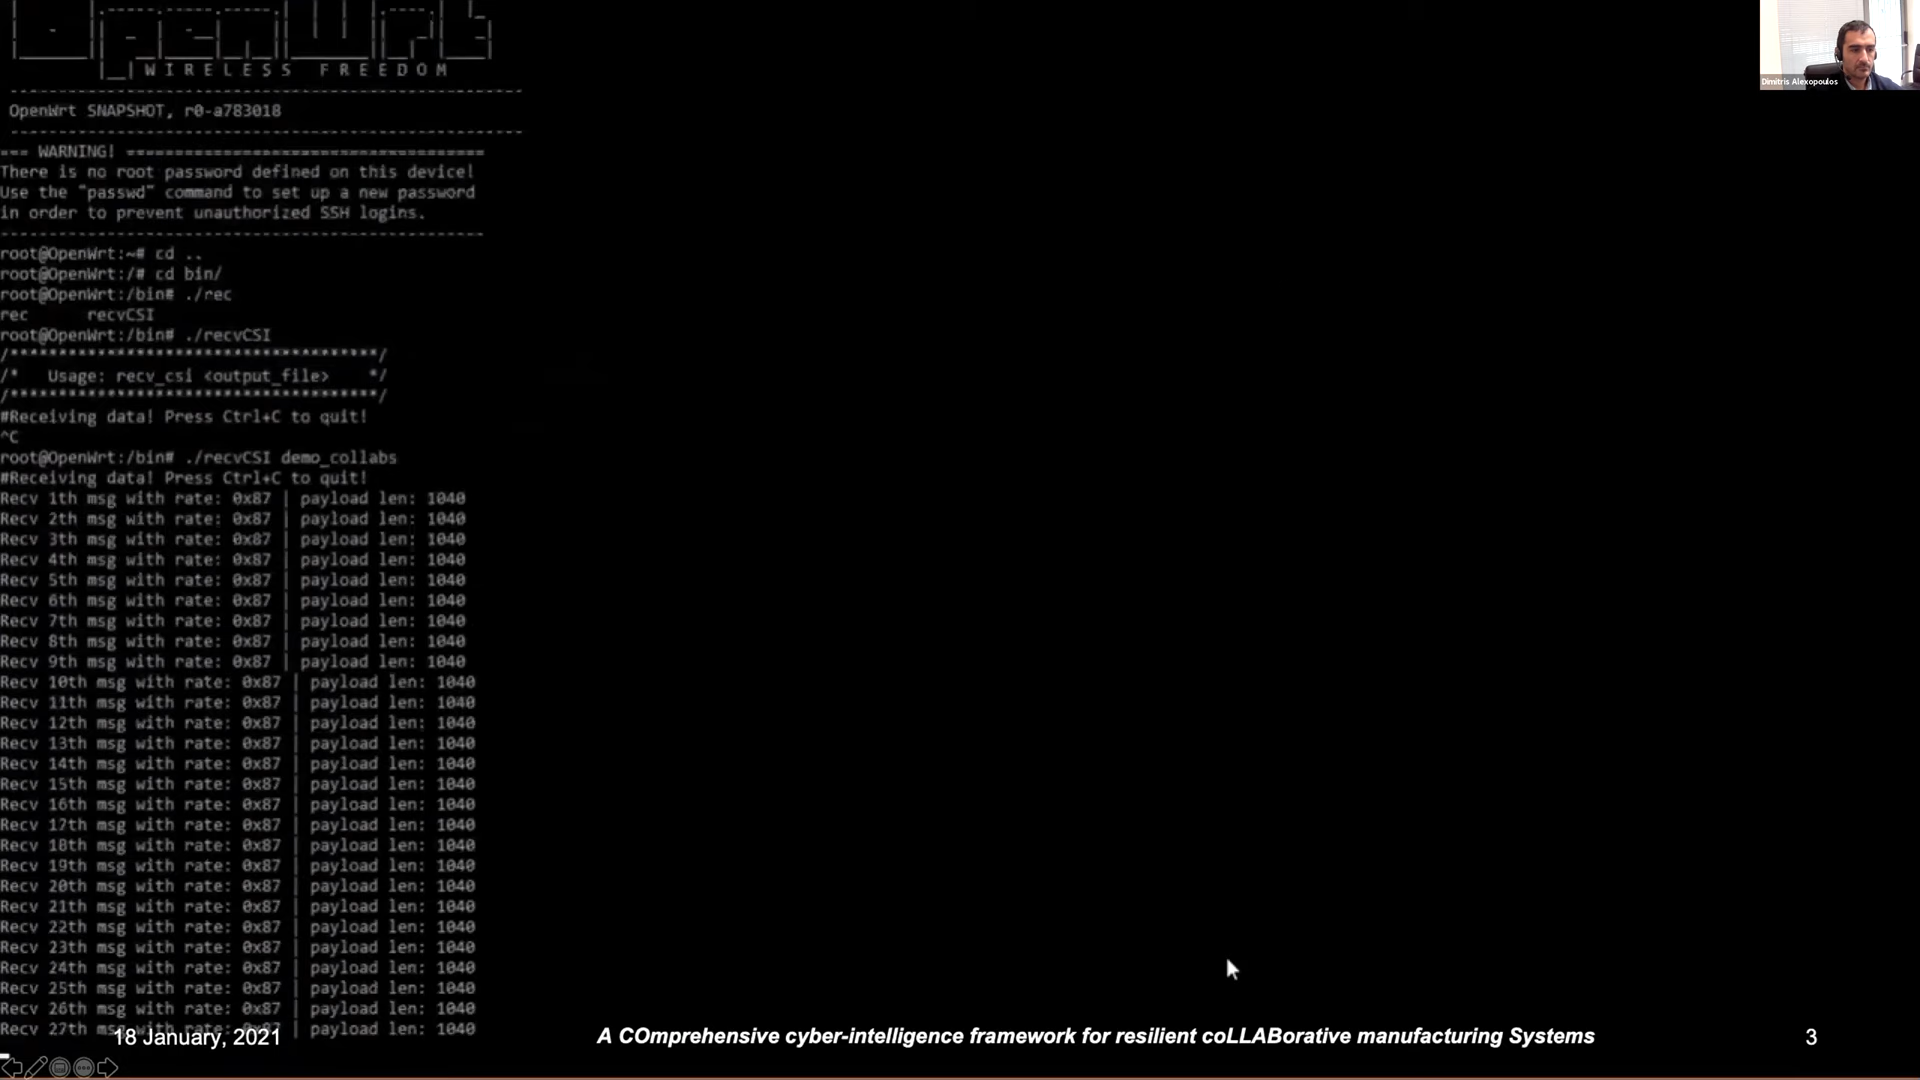 WIRELESS FREEDOM
Dimitris Alexopoulos
OpenWrt SNAPSHOT, r0-a783018
=== WARNING! =====================================
There is no root password defined on this device!
Use the "passwd" command to set up a new password
in order to prevent unauthorized SSH logins.
root@OpenWrt:~# cd ..
root@OpenWrt:/# cd bin/
root@OpenWrt:/bin# ./rec
rec recvCSI
root@OpenWrt:/bin# ./recvCSI
/**************************************/
/* Usage: recv_csi <output_file> */
/**************************************/
#Receiving data! Press Ctrl+C to quit!
^C
root@OpenWrt:/bin# ./recvCSI demo_collabs
#Receiving data! Press Ctrl+C to quit!
Recv 1th msg with rate: 0x87 | payload len: 1040
Recv 2th msg with rate: 0x87 | payload len: 1040
Recv 3th msg with rate: 0x87 | payload len: 1040
Recv 4th msg with rate: 0x87 | payload len: 1040
Recv 5th msg with rate: 0x87 | payload len: 1040
Recv 6th msg with rate: 0x87 | payload len: 1040
Recv 7th msg with rate: 0x87 | payload len: 1040
Recv 8th msg with rate: 0x87 | payload len: 1040
Recv 9th msg with rate: 0x87 | payload len: 1040
Recv 10th msg with rate: 0x87 | payload len: 1040
Recv 11th msg with rate: 0x87 | payload len: 1040
Recv 12th msg with rate: 0x87 | payload len: 1040
Recv 13th msg with rate: 0x87 | payload len: 1040
Recv 14th msg with rate: 0x87 | payload len: 1040
Recv 15th msg with rate: 0x87 | payload len: 1040
Recv 16th msg with rate: 0x87 | payload len: 1040
Recv 17th msg with rate: 0x87 | payload len: 1040
Recv 18th msg with rate: 0x87 | payload len: 1040
Recv 19th msg with rate: 0x87 | payload len: 1040
Recv 20th msg with rate: 0x87 | payload len: 1040
Recv 21th msg with rate: 0x87 | payload len: 1040
Recv 22th msg with rate: 0x87 | payload len: 1040
Recv 23th msg with rate: 0x87 | payload len: 1040
Recv 24th msg with rate: 0x87 | payload len: 1040
Recv 25th msg with rate: 0x87 | payload len: 1040
Recv 26th msg with rate: 0x87 | payload len: 1040
Recv 27th msg with rate: 0x87 | payload len: 1040
18 January, 2021
A COmprehensive cyber-intelligence framework for resilient coLLABorative manufacturing Systems
3